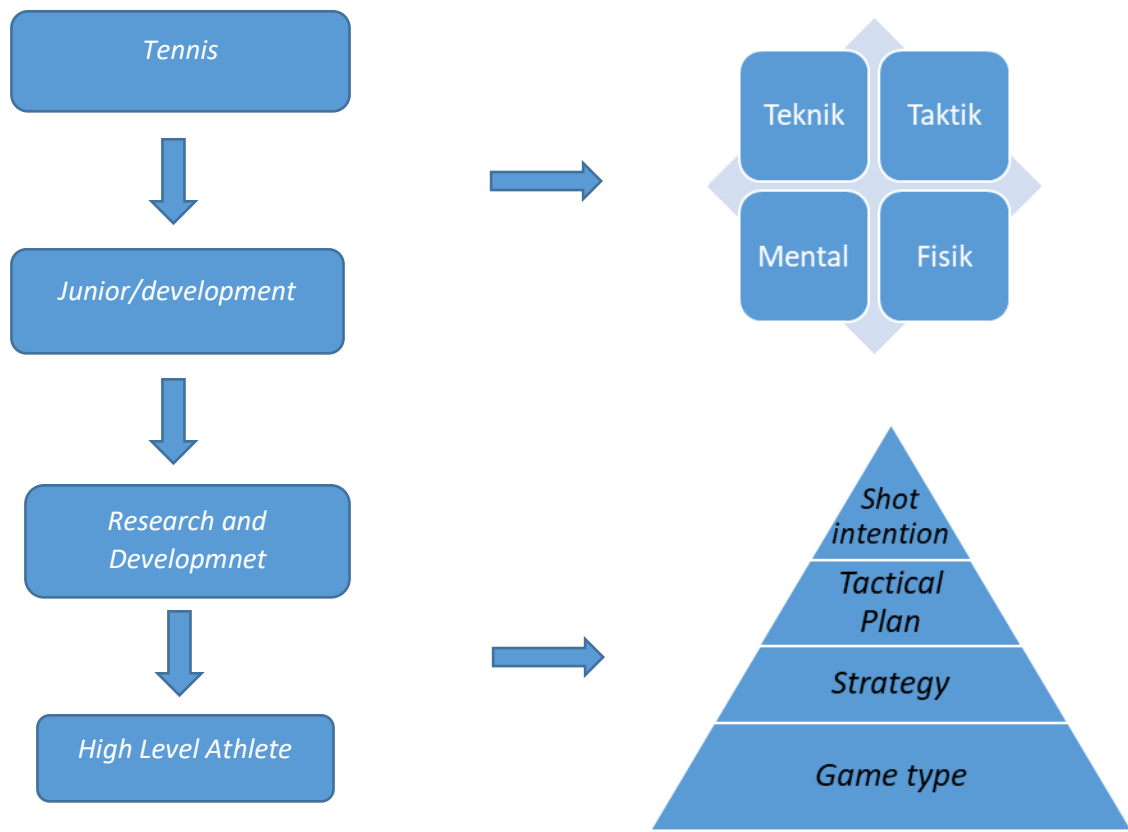 Tennis
Junior/development
Research and
Developmnet
High Level Athlete
Teknik
Taktik
Mental
Fisik
Shot
intention
Tactical
Plan
Strategy
Game type